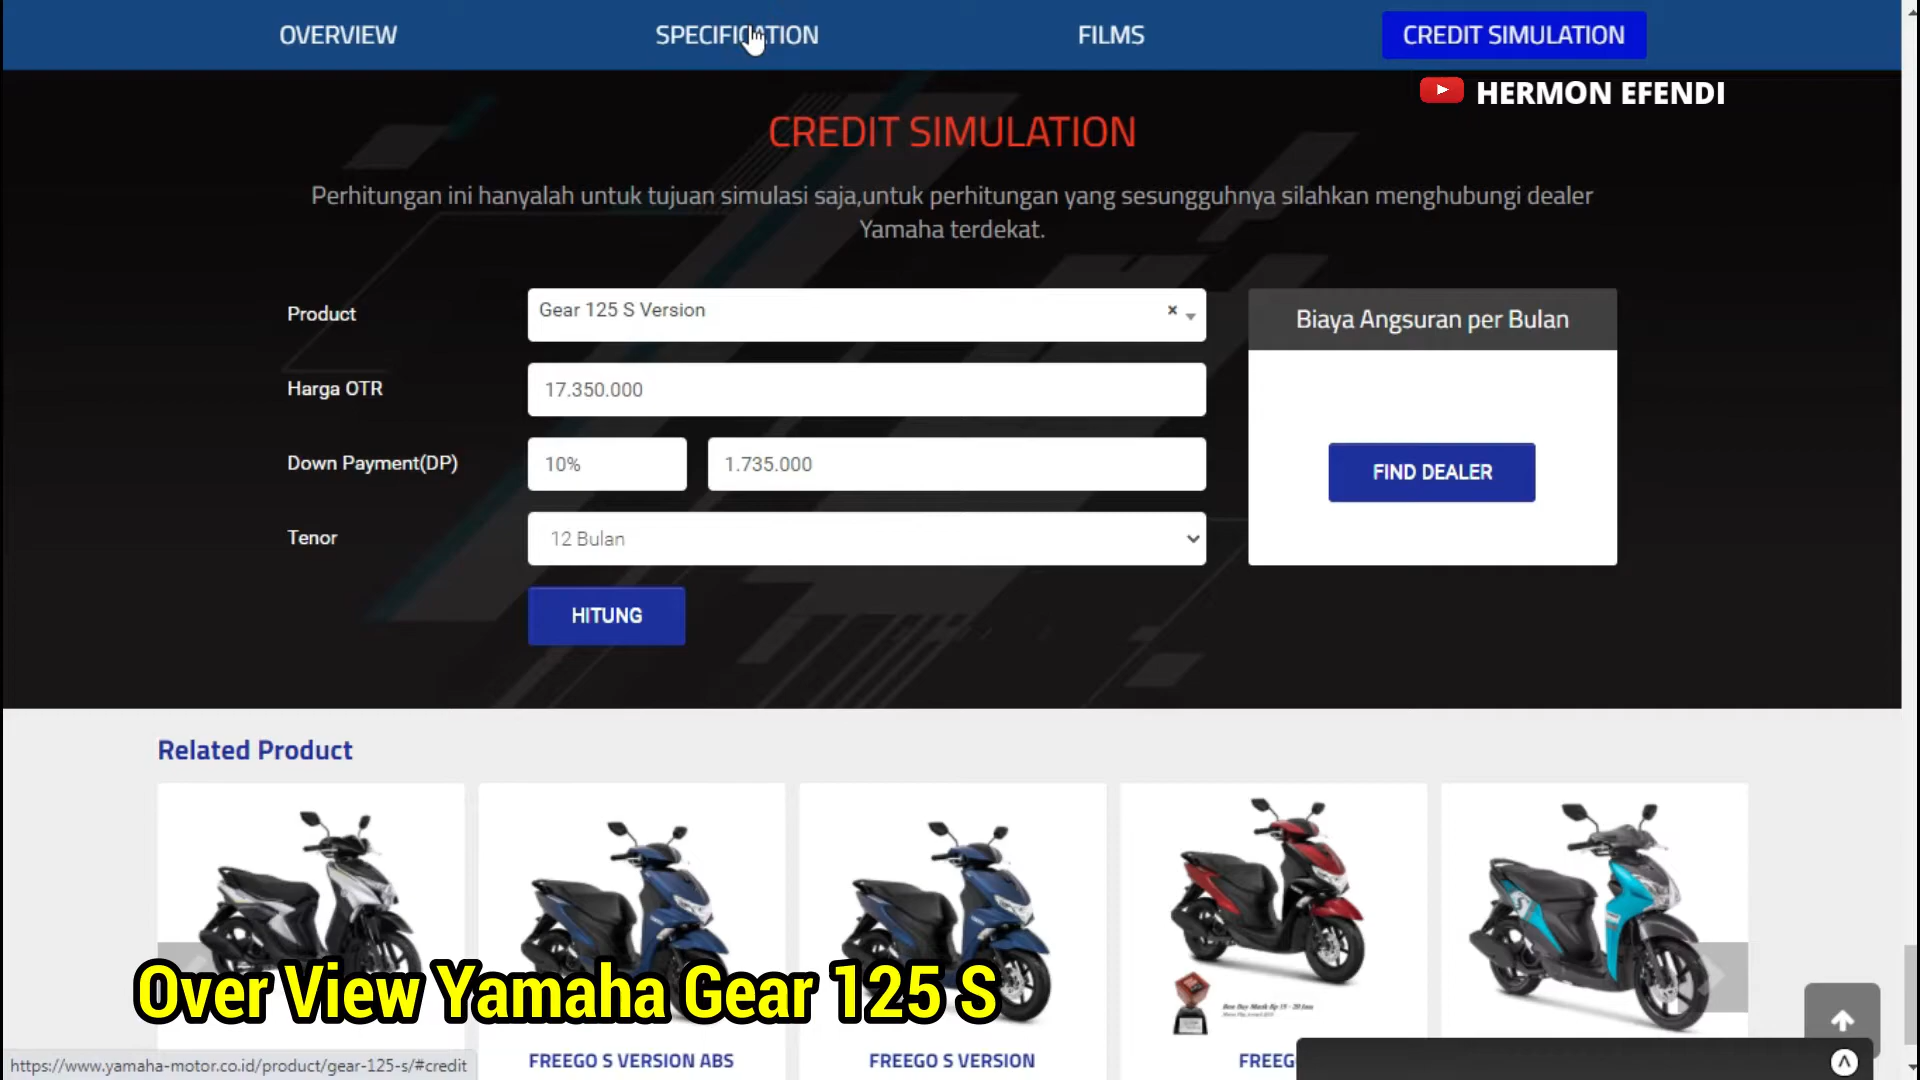 OVERVIEW
SPECIFICATION
FILMS
CREDIT SIMULATION
HERMON EFENDI
CREDIT SIMULATION
Perhitungan ini hanyalah untuk tujuan simulasi saja,untuk perhitungan yang sesungguhnya silahkan menghubungi dealer
Yamaha terdekat.
Product
Gear 125 S Version
×
Harga OTR
17.350.000
Down Payment(DP)
10%
1.735.000
Tenor
12 Bulan
HITUNG
Biaya Angsuran per Bulan
FIND DEALER
Related Product
Over View Yamaha Gear 125 S
FREEGO S VERSION ABS
FREEGO S VERSION
FREEG
https://www.yamaha-motor.co.id/product/gear-125-s/#credit